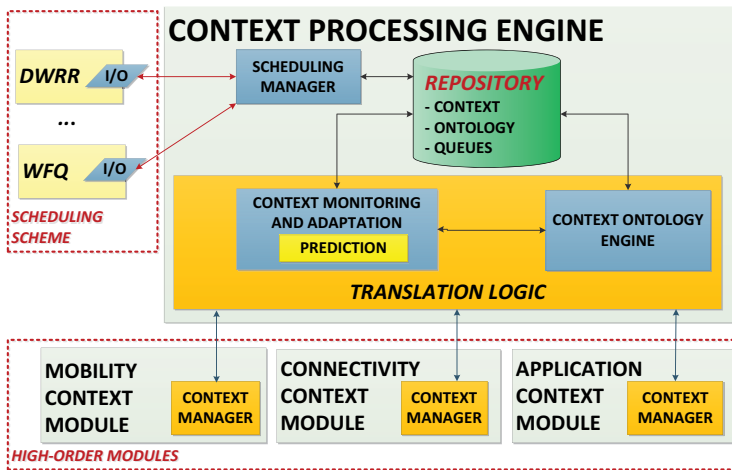 CONTEXT PROCESSING ENGINE
DWRR
I/O
...
WFQ
I/O
SCHEDULING
SCHEME
SCHEDULING
MANAGER
REPOSITORY
- CONTEXT
- ONTOLOGY
- QUEUES
CONTEXT MONITORING
AND ADAPTATION
PREDICTION
CONTEXT ONTOLOGY
ENGINE
TRANSLATION LOGIC
MOBILITY
CONTEXT
MODULE
CONTEXT
MANAGER
CONNECTIVITY
CONTEXT
MODULE
CONTEXT
MANAGER
APPLICATION
CONTEXT
MODULE
CONTEXT
MANAGER
HIGH-ORDER MODULES